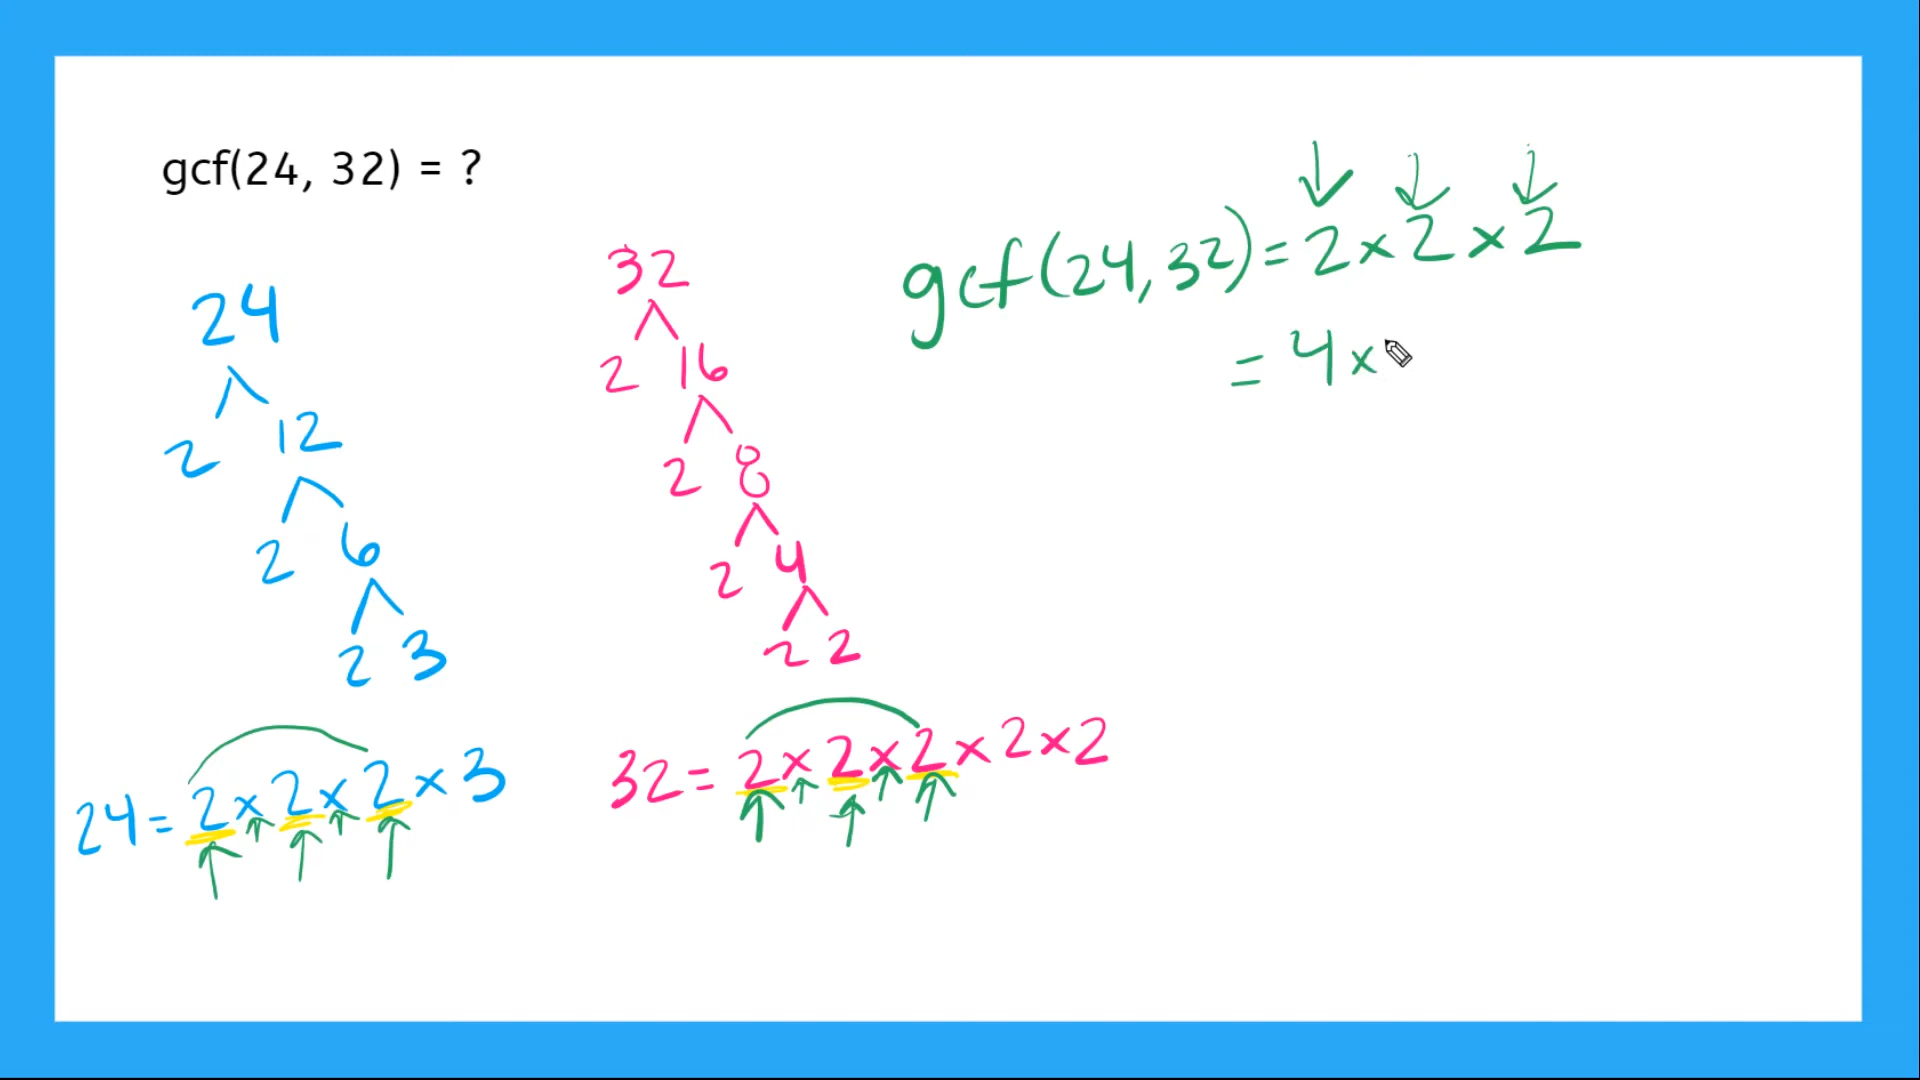 gcf(24, 32) = ?
24
2 12
2 6
2 3
24 = 2 x 2 x 2 x 3
32
2 16
2 8
2 4
2 2
32 = 2 x 2 x 2 x 2 x 2
gcf(24,32) = 2 x 2 x 2
= 4 x